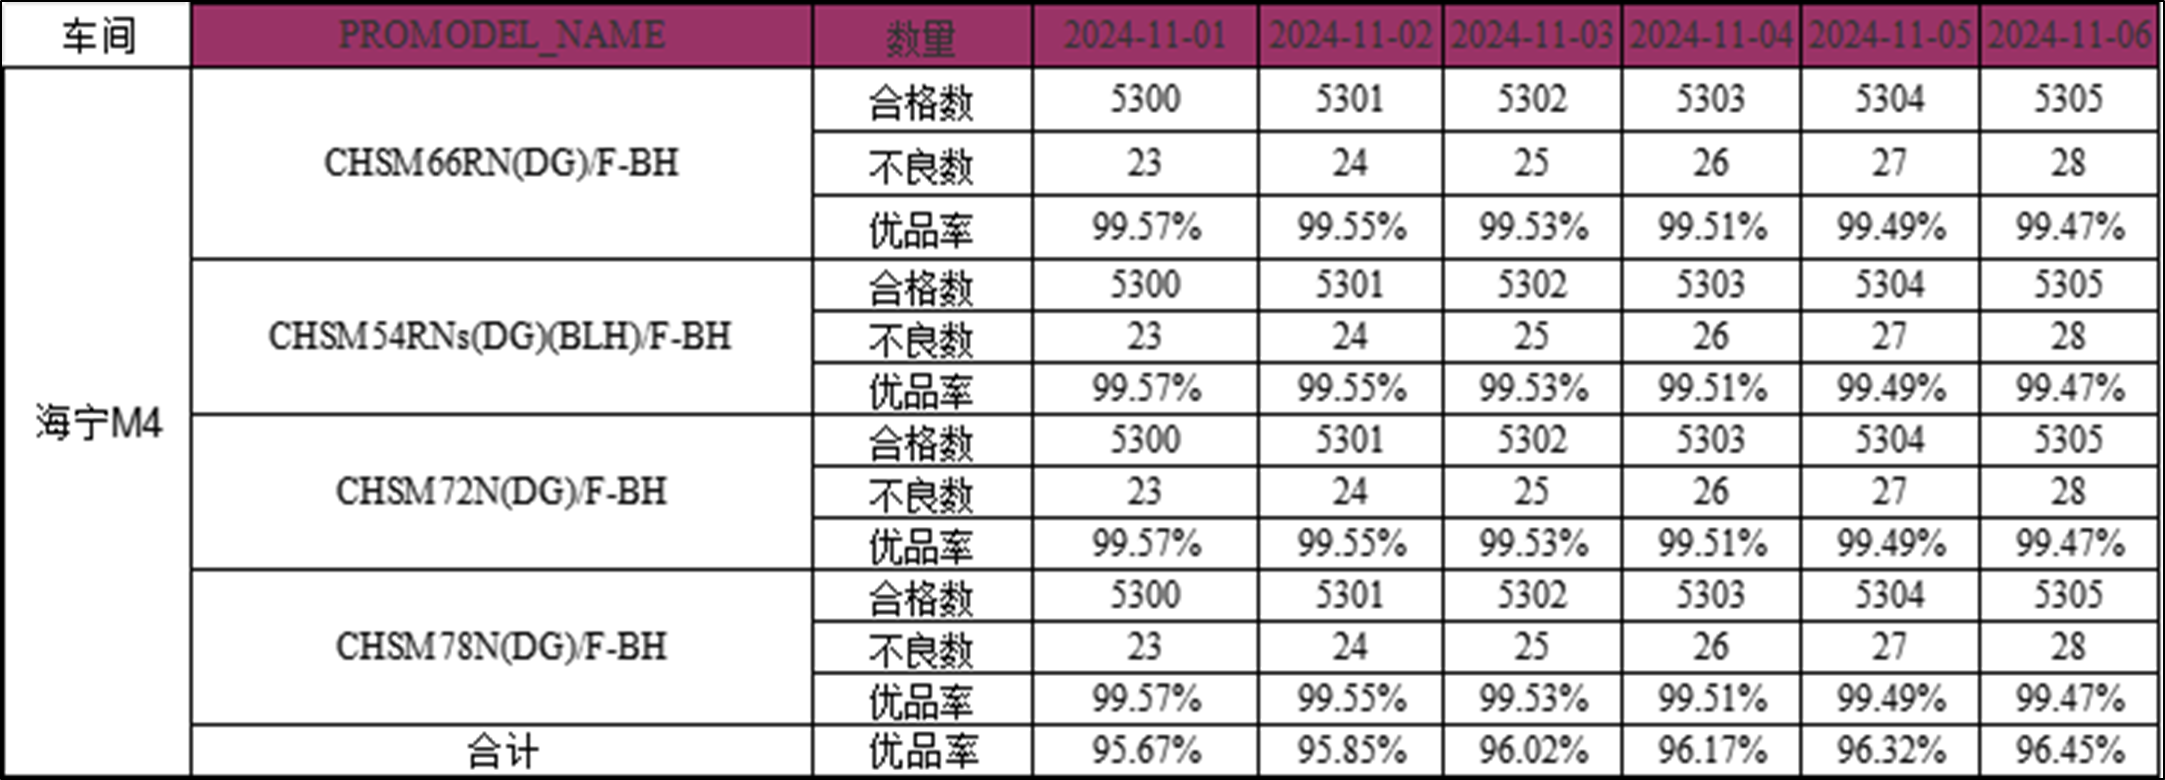 车间 PROMODEL_NAME 数量 2024-11-01 2024-11-02 2024-11-03 2024-11-04 2024-11-05 2024-11-06
海宁M4 CHSM66RN(DG)/F-BH 合格数 5300 5301 5302 5303 5304 5305
不良数 23 24 25 26 27 28
优品率 99.57% 99.55% 99.53% 99.51% 99.49% 99.47%
CHSM54RNs(DG)(BLH)/F-BH 合格数 5300 5301 5302 5303 5304 5305
不良数 23 24 25 26 27 28
优品率 99.57% 99.55% 99.53% 99.51% 99.49% 99.47%
CHSM72N(DG)/F-BH 合格数 5300 5301 5302 5303 5304 5305
不良数 23 24 25 26 27 28
优品率 99.57% 99.55% 99.53% 99.51% 99.49% 99.47%
CHSM78N(DG)/F-BH 合格数 5300 5301 5302 5303 5304 5305
不良数 23 24 25 26 27 28
优品率 99.57% 99.55% 99.53% 99.51% 99.49% 99.47%
合计 优品率 95.67% 95.85% 96.02% 96.17% 96.32% 96.45%